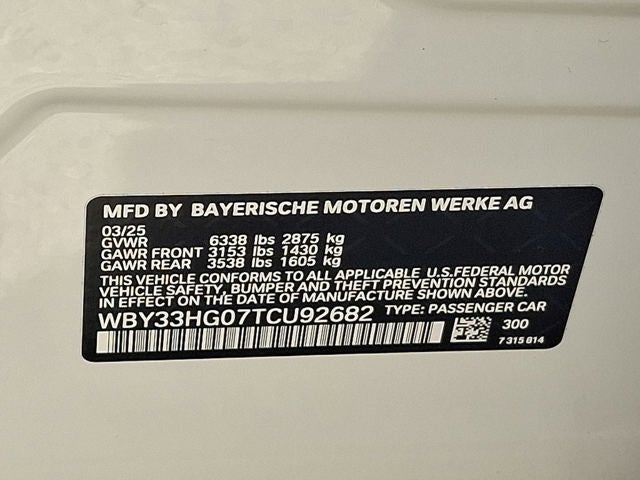 MFD BY BAYERISCHE MOTOREN WERKE AG
03/25
GVWR 6338 lbs 2875 kg
GAWR FRONT 3153 lbs 1430 kg
GAWR REAR 3538 lbs 1605 kg
THIS VEHICLE CONFORMS TO ALL APPLICABLE U.S.FEDERAL MOTOR
VEHICLE SAFETY, BUMPER AND THEFT PREVENTION STANDARDS
IN EFFECT ON THE DATE OF MANUFACTURE SHOWN ABOVE.
WBY33HG07TCU92682 TYPE: PASSENGER CAR
300
7 315 814